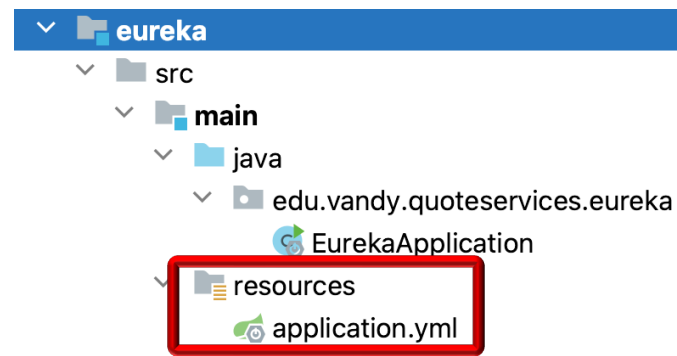 eureka
src
main
java
edu.vandy.quoteservices.eureka
EurekaApplication
resources
application.yml